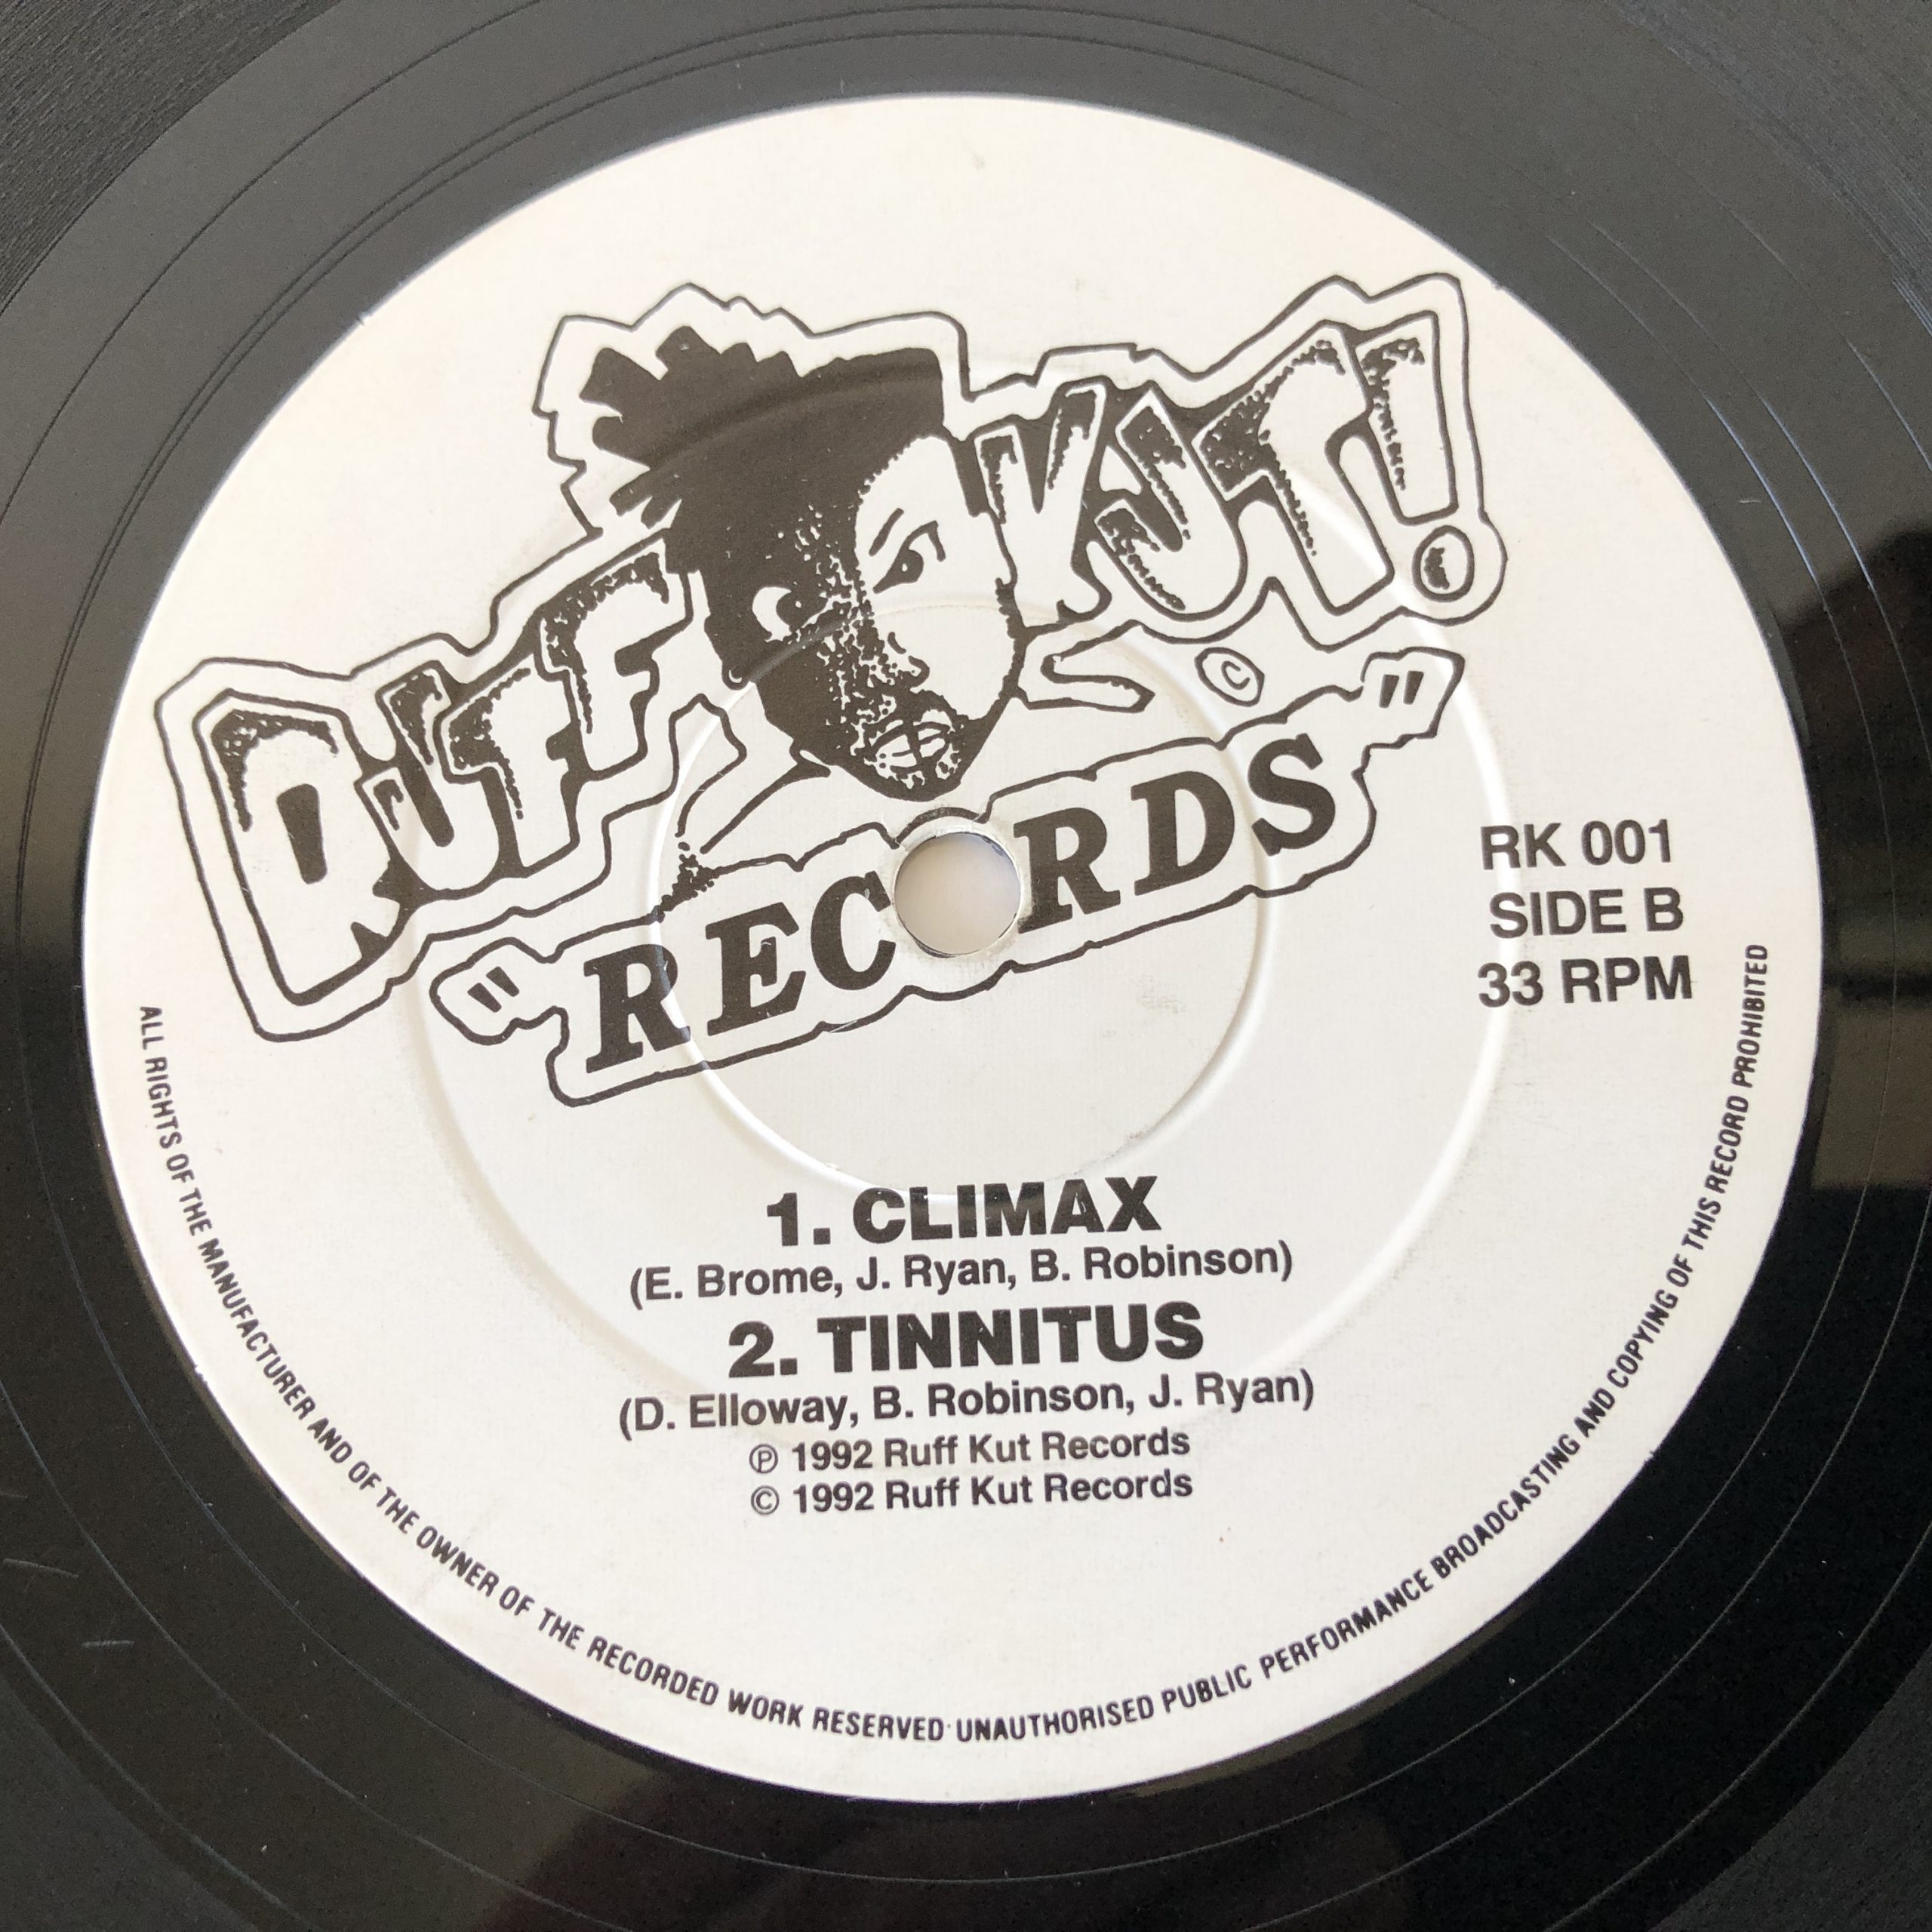 RUFF KUT!
©
"RECORDS"
RK 001
SIDE B
33 RPM
1. CLIMAX
(E. Brome, J. Ryan, B. Robinson)
2. TINNITUS
(D. Elloway, B. Robinson, J. Ryan)
℗ 1992 Ruff Kut Records
© 1992 Ruff Kut Records
ALL RIGHTS OF THE MANUFACTURER AND OF THE OWNER OF THE RECORDED WORK RESERVED · UNAUTHORISED PUBLIC PERFORMANCE BROADCASTING AND COPYING OF THIS RECORD PROHIBITED